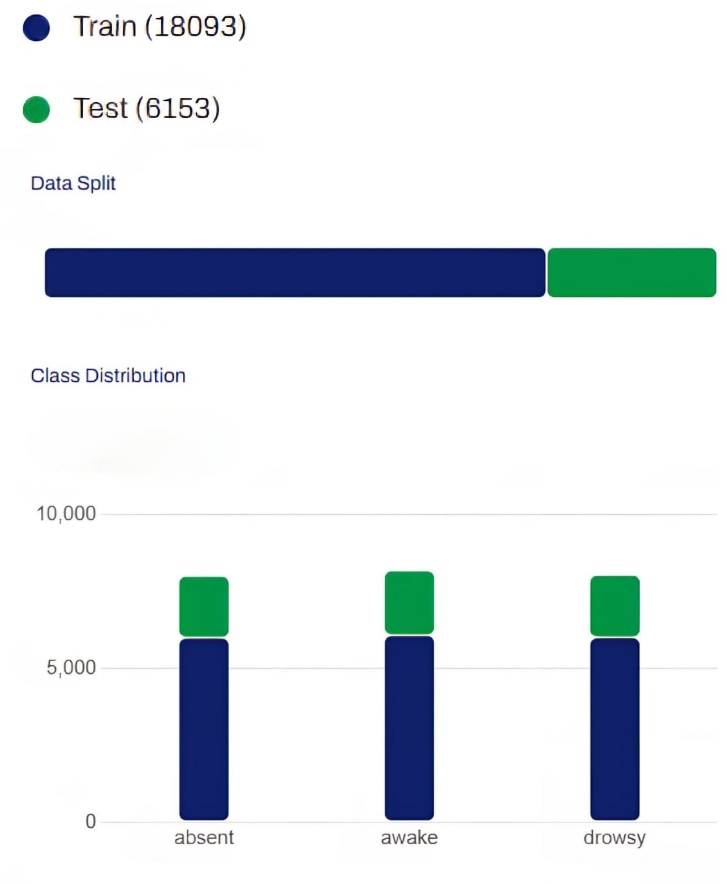 Train (18093)
Test (6153)
Data Split
Class Distribution
10,000
5,000
0
absent awake drowsy